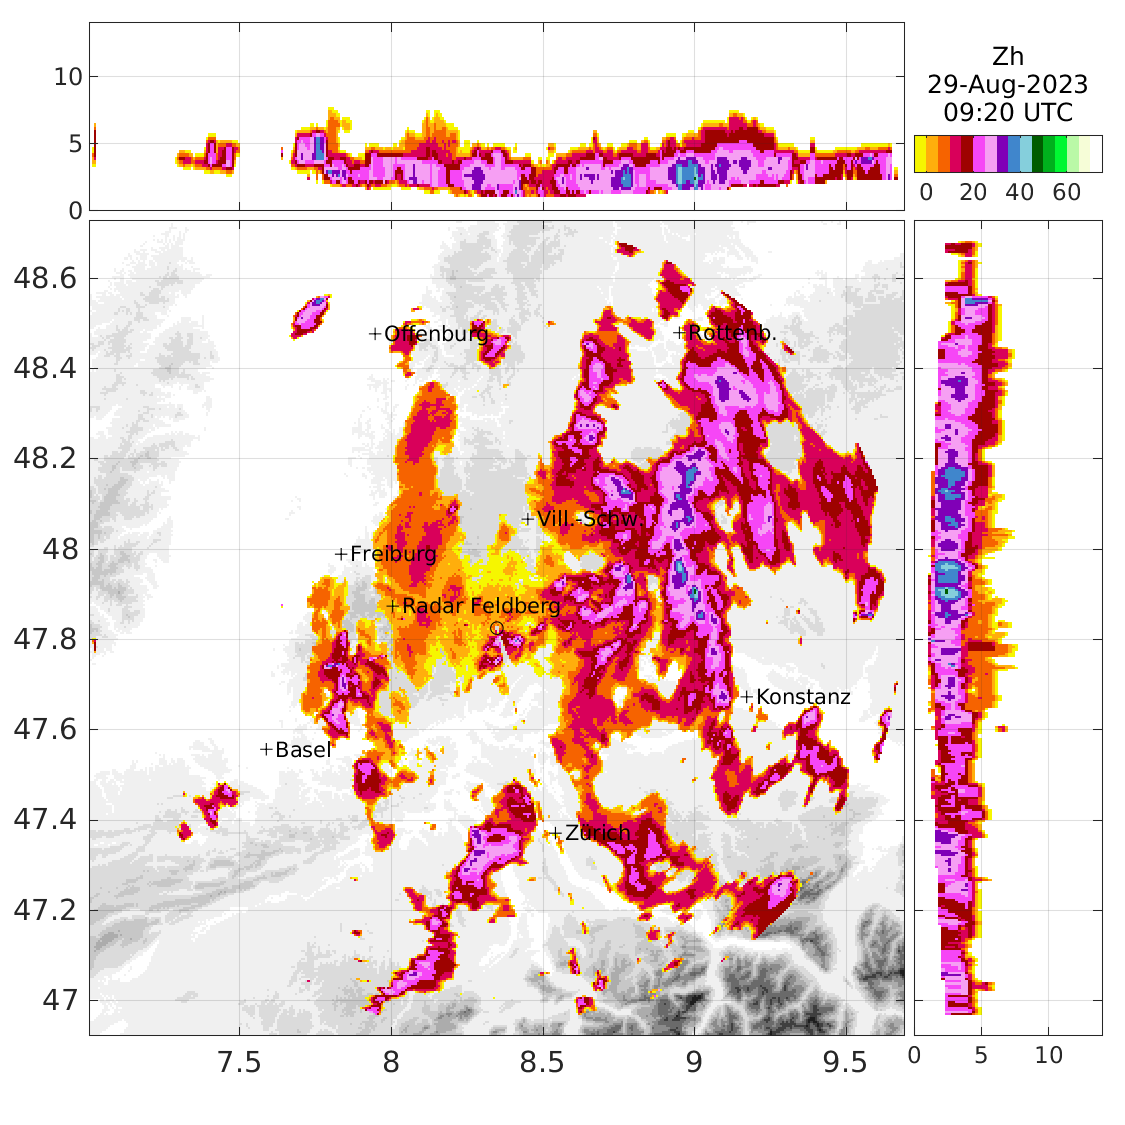 10
5
0
Zh
29-Aug-2023
09:20 UTC
0 20 40 60
48.6
48.4
48.2
48
47.8
47.6
47.4
47.2
47
+Offenburg
+Rottenb.
+Vill.-Schw.
+Freiburg
+Radar Feldberg
+Konstanz
+Basel
+Zürich
7.5 8 8.5 9 9.5
0 5 10